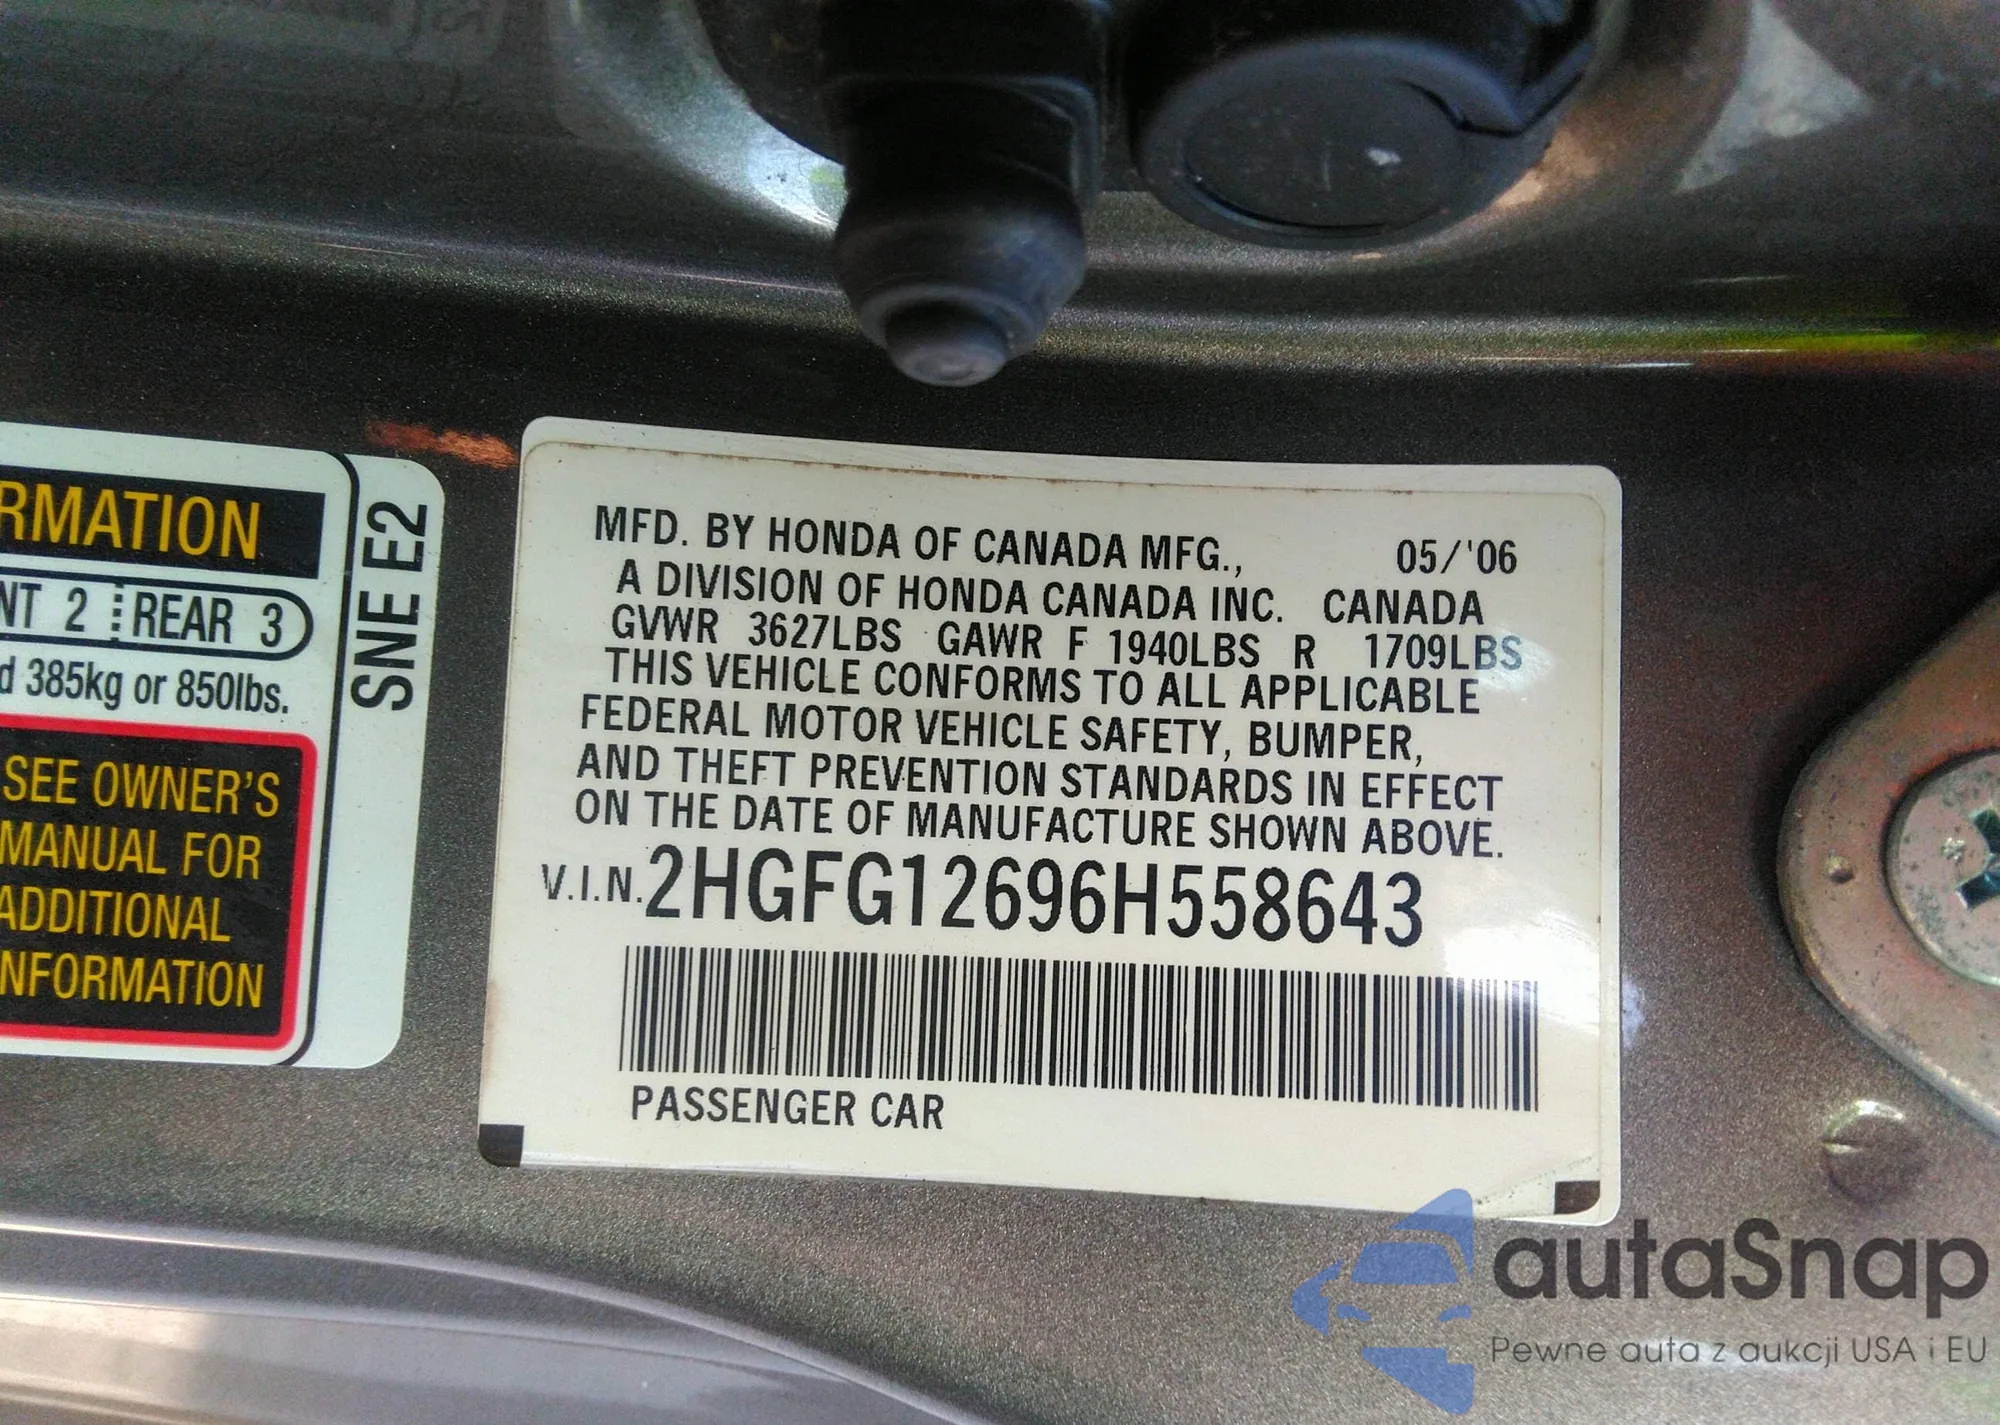 RMATION
NT 2 REAR 3
d 385kg or 850lbs.
SEE OWNER'S
MANUAL FOR
ADDITIONAL
NFORMATION
SNE E2
MFD. BY HONDA OF CANADA MFG., 05/'06
A DIVISION OF HONDA CANADA INC. CANADA
GVWR 3627LBS GAWR F 1940LBS R 1709LBS
THIS VEHICLE CONFORMS TO ALL APPLICABLE
FEDERAL MOTOR VEHICLE SAFETY, BUMPER,
AND THEFT PREVENTION STANDARDS IN EFFECT
ON THE DATE OF MANUFACTURE SHOWN ABOVE.
V.I.N. 2HGFG12696H558643
PASSENGER CAR
autaSnap
Pewne auta z aukcji USA i EU